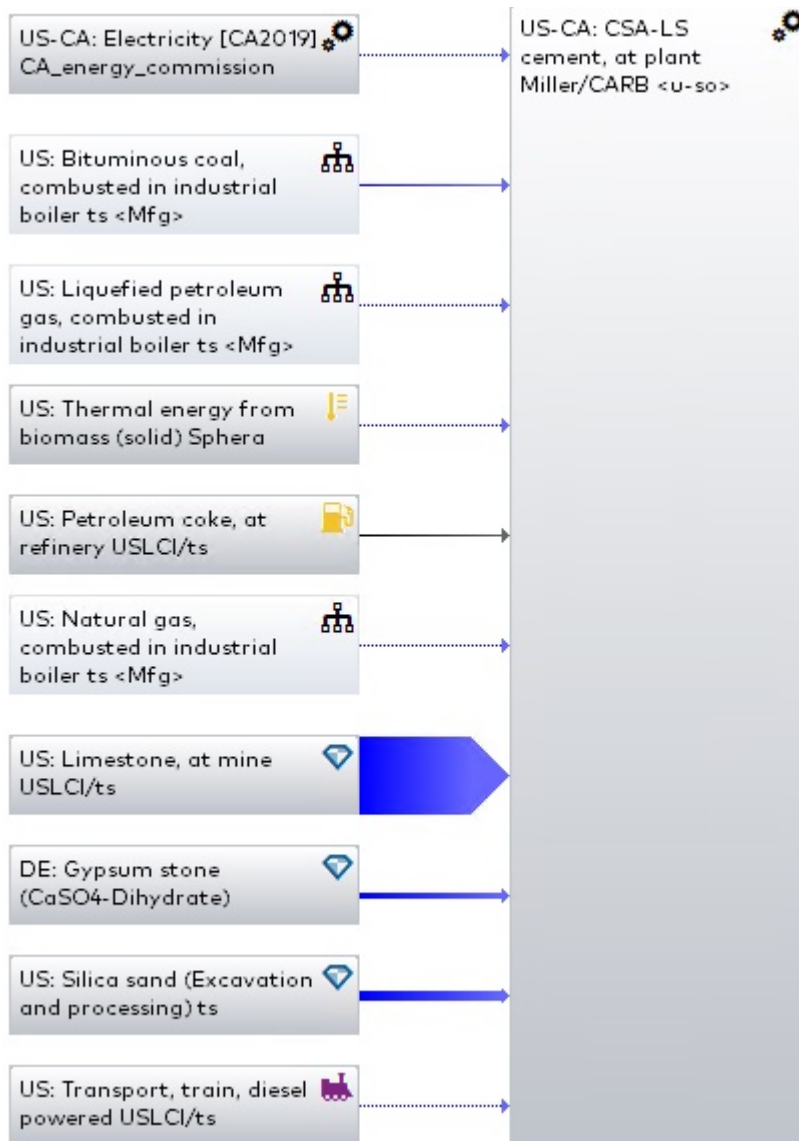 US-CA: Electricity [CA2019]
CA_energy_commission
US-CA: CSA-LS
cement, at plant
Miller/CARB <u-so>
US: Bituminous coal,
combusted in industrial
boiler ts <Mfg>
US: Liquefied petroleum
gas, combusted in
industrial boiler ts <Mfg>
US: Thermal energy from
biomass (solid) Sphera
US: Petroleum coke, at
refinery USLCI/ts
US: Natural gas,
combusted in industrial
boiler ts <Mfg>
US: Limestone, at mine
USLCI/ts
DE: Gypsum stone
(CaSO4-Dihydrate)
US: Silica sand (Excavation
and processing) ts
US: Transport, train, diesel
powered USLCI/ts